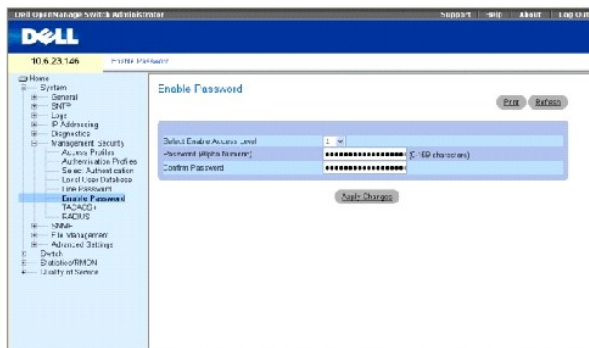 Dell OpenManage Switch Administrator
Support Help About Log Out
DELL
10.6.23.146
Enable Password
Home
System
General
SNTP
Logs
IP Addressing
Diagnostics
Management Security
Access Profiles
Authentication Profiles
Select Authentication
Local User Database
Line Password
Enable Password
TACACS+
RADIUS
SNMP
File Management
Advanced Settings
Switch
Statistics/RMON
Quality of Service
Enable Password
Print Refresh
Select Enable Access Level 1
Password (Alpha Numeric) (0-159 characters)
Confirm Password
Apply Changes